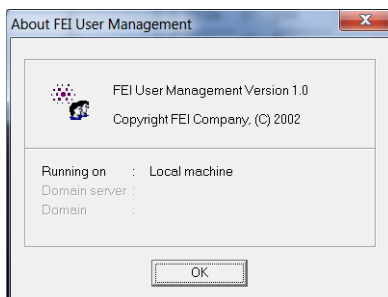 About FEI User Management
FEI User Management Version 1.0
Copyright FEI Company, (C) 2002
Running on : Local machine
Domain server :
Domain :
OK